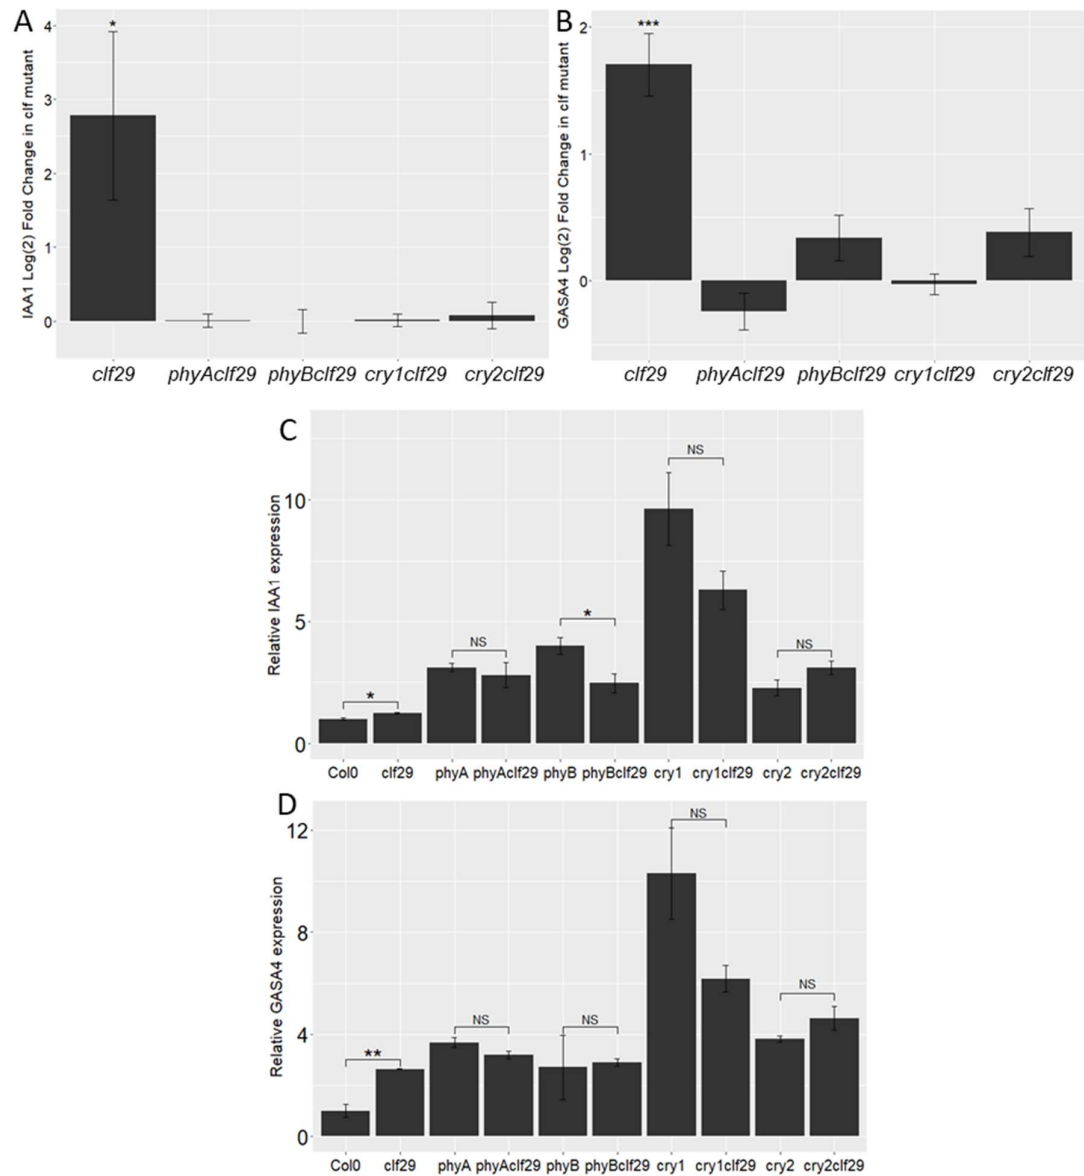 A
IAA1 Log(2) Fold Change in clf mutant
4
3
2
1
0
*
clf29 phyAclf29 phyBclf29 cry1clf29 cry2clf29
B
GASA4 Log(2) Fold Change in clf mutant
2
1
0
***
clf29 phyAclf29 phyBclf29 cry1clf29 cry2clf29
C
Relative IAA1 expression
10
5
0
*
NS
*
NS
NS
Col0 clf29 phyA phyAclf29 phyB phyBclf29 cry1 cry1clf29 cry2 cry2clf29
D
Relative GASA4 expression
12
8
4
0
**
NS
NS
NS
NS
Col0 clf29 phyA phyAclf29 phyB phyBclf29 cry1 cry1clf29 cry2 cry2clf29